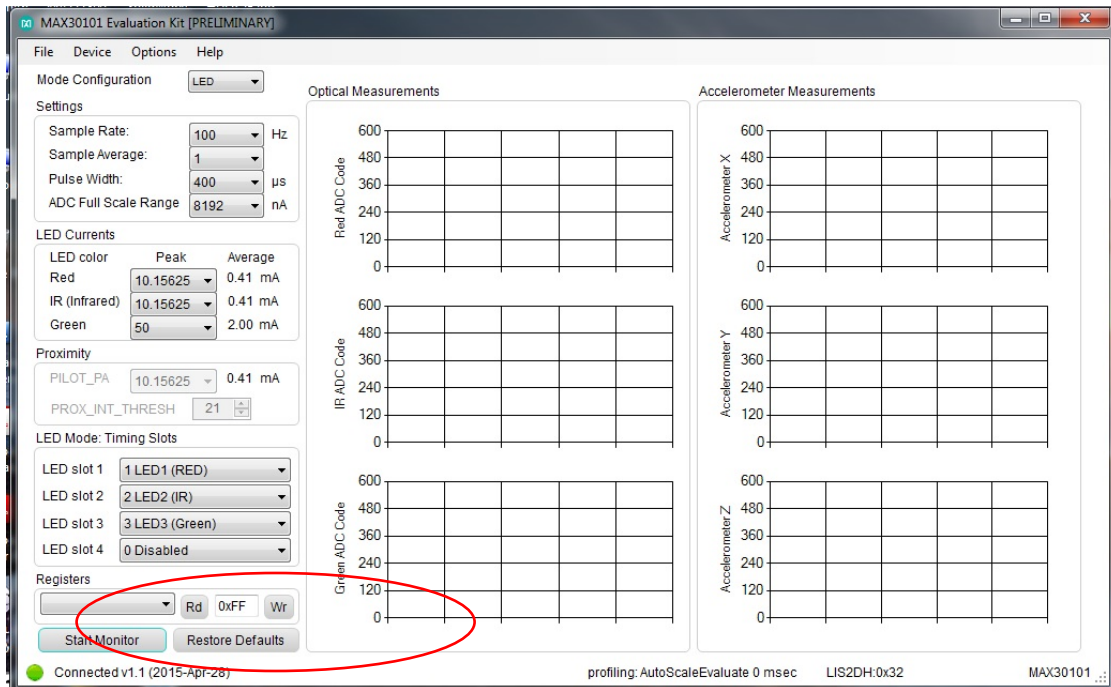 MAX30101 Evaluation Kit [PRELIMINARY]
File Device Options Help
Mode Configuration LED
Settings
Sample Rate: 100 Hz
Sample Average: 1
Pulse Width: 400 µs
ADC Full Scale Range 8192 nA
LED Currents
LED color Peak Average
Red 10.15625 0.41 mA
IR (Infrared) 10.15625 0.41 mA
Green 50 2.00 mA
Proximity
PILOT_PA 10.15625 0.41 mA
PROX_INT_THRESH 21
LED Mode: Timing Slots
LED slot 1 1 LED1 (RED)
LED slot 2 2 LED2 (IR)
LED slot 3 3 LED3 (Green)
LED slot 4 0 Disabled
Registers
Rd 0xFF Wr
Start Monitor Restore Defaults
Optical Measurements
Red ADC Code
600
480
360
240
120
0
IR ADC Code
600
480
360
240
120
0
Green ADC Code
600
480
360
240
120
0
Accelerometer Measurements
Accelerometer X
600
480
360
240
120
0
Accelerometer Y
600
480
360
240
120
0
Accelerometer Z
600
480
360
240
120
0
Connected v1.1 (2015-Apr-28) profiling: AutoScaleEvaluate 0 msec LIS2DH:0x32 MAX30101